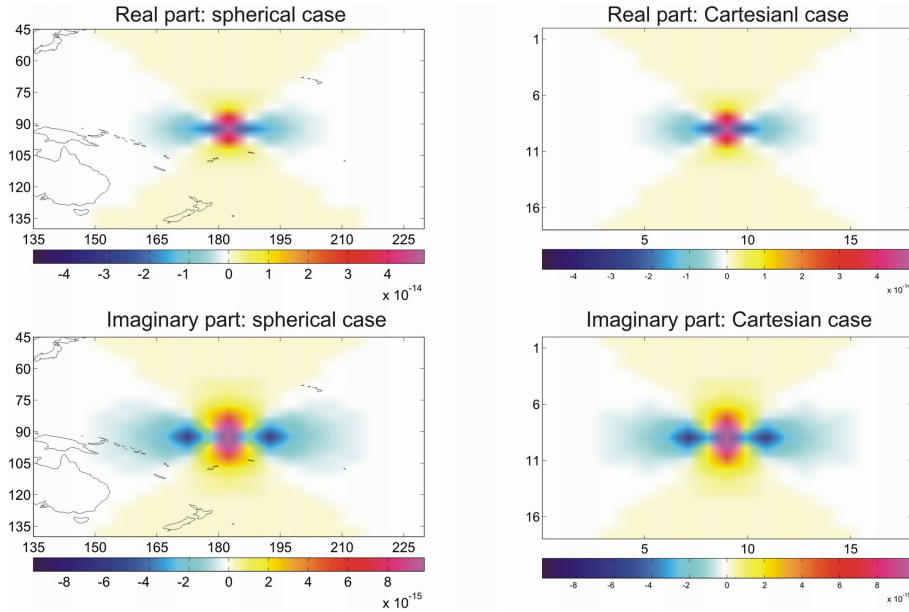 Real part: spherical case
45
60
75
90
105
120
135
135 150 165 180 195 210 225
-4 -3 -2 -1 0 1 2 3 4
x 10^-14
Real part: Cartesianl case
1
6
11
16
5 10 15
-4 -3 -2 -1 0 1 2 3 4
x 10^-14
Imaginary part: spherical case
45
60
75
90
105
120
135
135 150 165 180 195 210 225
-8 -6 -4 -2 0 2 4 6 8
x 10^-15
Imaginary part: Cartesian case
1
6
11
16
5 10 15
-8 -6 -4 -2 0 2 4 6 8
x 10^-15